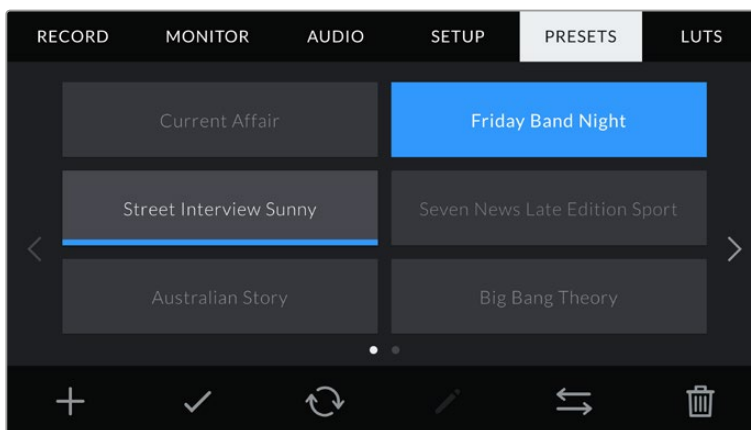 RECORD MONITOR AUDIO SETUP PRESETS LUTS
Current Affair Friday Band Night
Street Interview Sunny Seven News Late Edition Sport
Australian Story Big Bang Theory